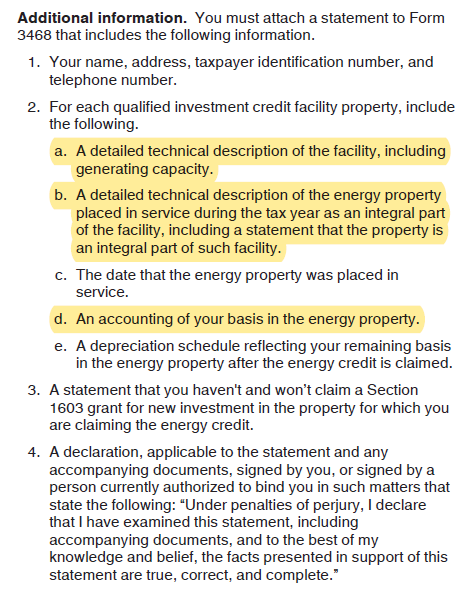 Additional information. You must attach a statement to Form
3468 that includes the following information.
1. Your name, address, taxpayer identification number, and
telephone number.
2. For each qualified investment credit facility property, include
the following.
a. A detailed technical description of the facility, including
generating capacity.
b. A detailed technical description of the energy property
placed in service during the tax year as an integral part
of the facility, including a statement that the property is
an integral part of such facility.
c. The date that the energy property was placed in
service.
d. An accounting of your basis in the energy property.
e. A depreciation schedule reflecting your remaining basis
in the energy property after the energy credit is claimed.
3. A statement that you haven't and won’t claim a Section
1603 grant for new investment in the property for which you
are claiming the energy credit.
4. A declaration, applicable to the statement and any
accompanying documents, signed by you, or signed by a
person currently authorized to bind you in such matters that
state the following: “Under penalties of perjury, I declare
that I have examined this statement, including
accompanying documents, and to the best of my
knowledge and belief, the facts presented in support of this
statement are true, correct, and complete.”